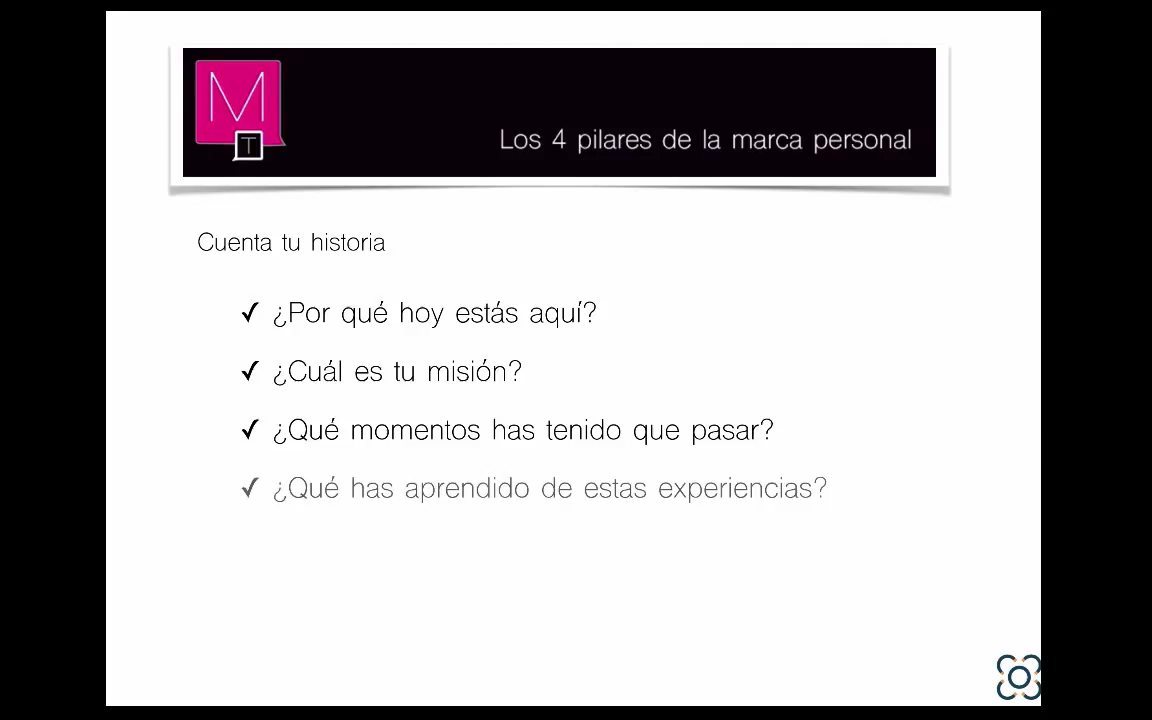 M
T
Los 4 pilares de la marca personal
Cuenta tu historia
✓ ¿Por qué hoy estás aquí?
✓ ¿Cuál es tu misión?
✓ ¿Qué momentos has tenido que pasar?
✓ ¿Qué has aprendido de estas experiencias?